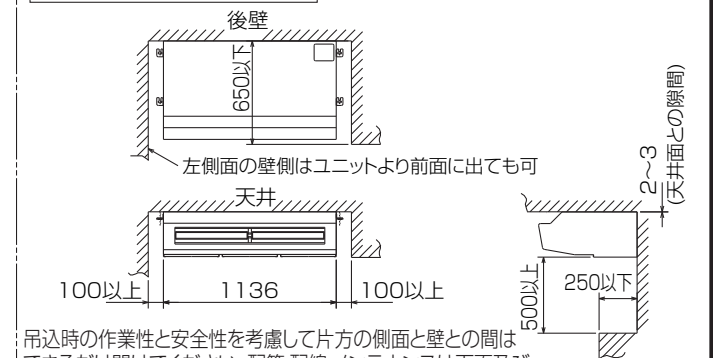 後壁
650以下
左側面の壁側はユニットより前面に出ても可
天井
2〜3
(天井面との隙間)
100以上
1136
100以上
500以上
250以下
吊込時の作業性と安全性を考慮して片方の側面と壁との間は